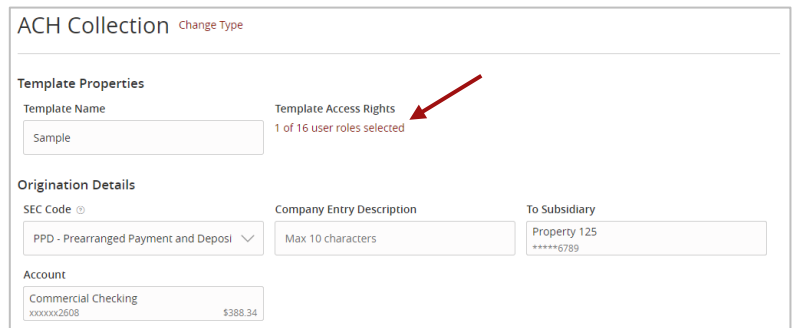 ACH Collection Change Type
Template Properties
Template Name
Template Access Rights
Sample
1 of 16 user roles selected
Origination Details
SEC Code
Company Entry Description
To Subsidiary
PPD - Prearranged Payment and Deposi
Max 10 characters
Property 125
*****6789
Account
Commercial Checking
xxxxxx2608 $388.34